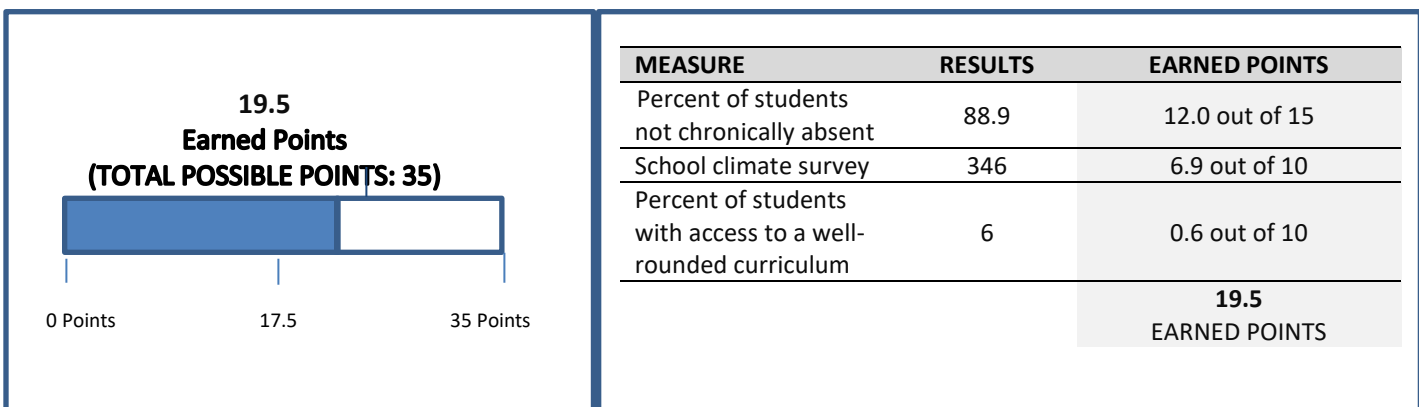 19.5
Earned Points
(TOTAL POSSIBLE POINTS: 35)
0 Points 17.5 35 Points
MEASURE RESULTS EARNED POINTS
Percent of students
not chronically absent 88.9 12.0 out of 15
School climate survey 346 6.9 out of 10
Percent of students
with access to a well- 6 0.6 out of 10
rounded curriculum
19.5
EARNED POINTS